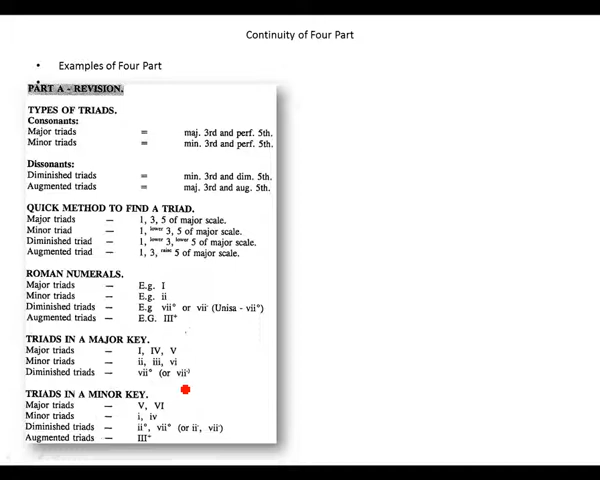 Continuity of Four Part
• Examples of Four Part
•
PART A - REVISION.
TYPES OF TRIADS.
Consonants:
Major triads = maj. 3rd and perf. 5th.
Minor triads = min. 3rd and perf. 5th.
Dissonants:
Diminished triads = min. 3rd and dim. 5th.
Augmented triads = maj. 3rd and aug. 5th.
QUICK METHOD TO FIND A TRIAD.
Major triads – 1, 3, 5 of major scale.
Minor triad – 1, lower 3, 5 of major scale.
Diminished triad – 1, lower 3, lower 5 of major scale.
Augmented triad – 1, 3, raise 5 of major scale.
ROMAN NUMERALS.
Major triads – E.g. I
Minor triads – E.g. ii
Diminished triads – E.g vii° or vii (Unisa - vii°)
Augmented triads – E.G. III⁺
TRIADS IN A MAJOR KEY.
Major triads – I, IV, V
Minor triads – ii, iii, vi
Diminished triads – vii° (or vii)
TRIADS IN A MINOR KEY.
Major triads – V, VI
Minor triads – i, iv
Diminished triads – ii°, vii° (or ii, vii)
Augmented triads – III⁺